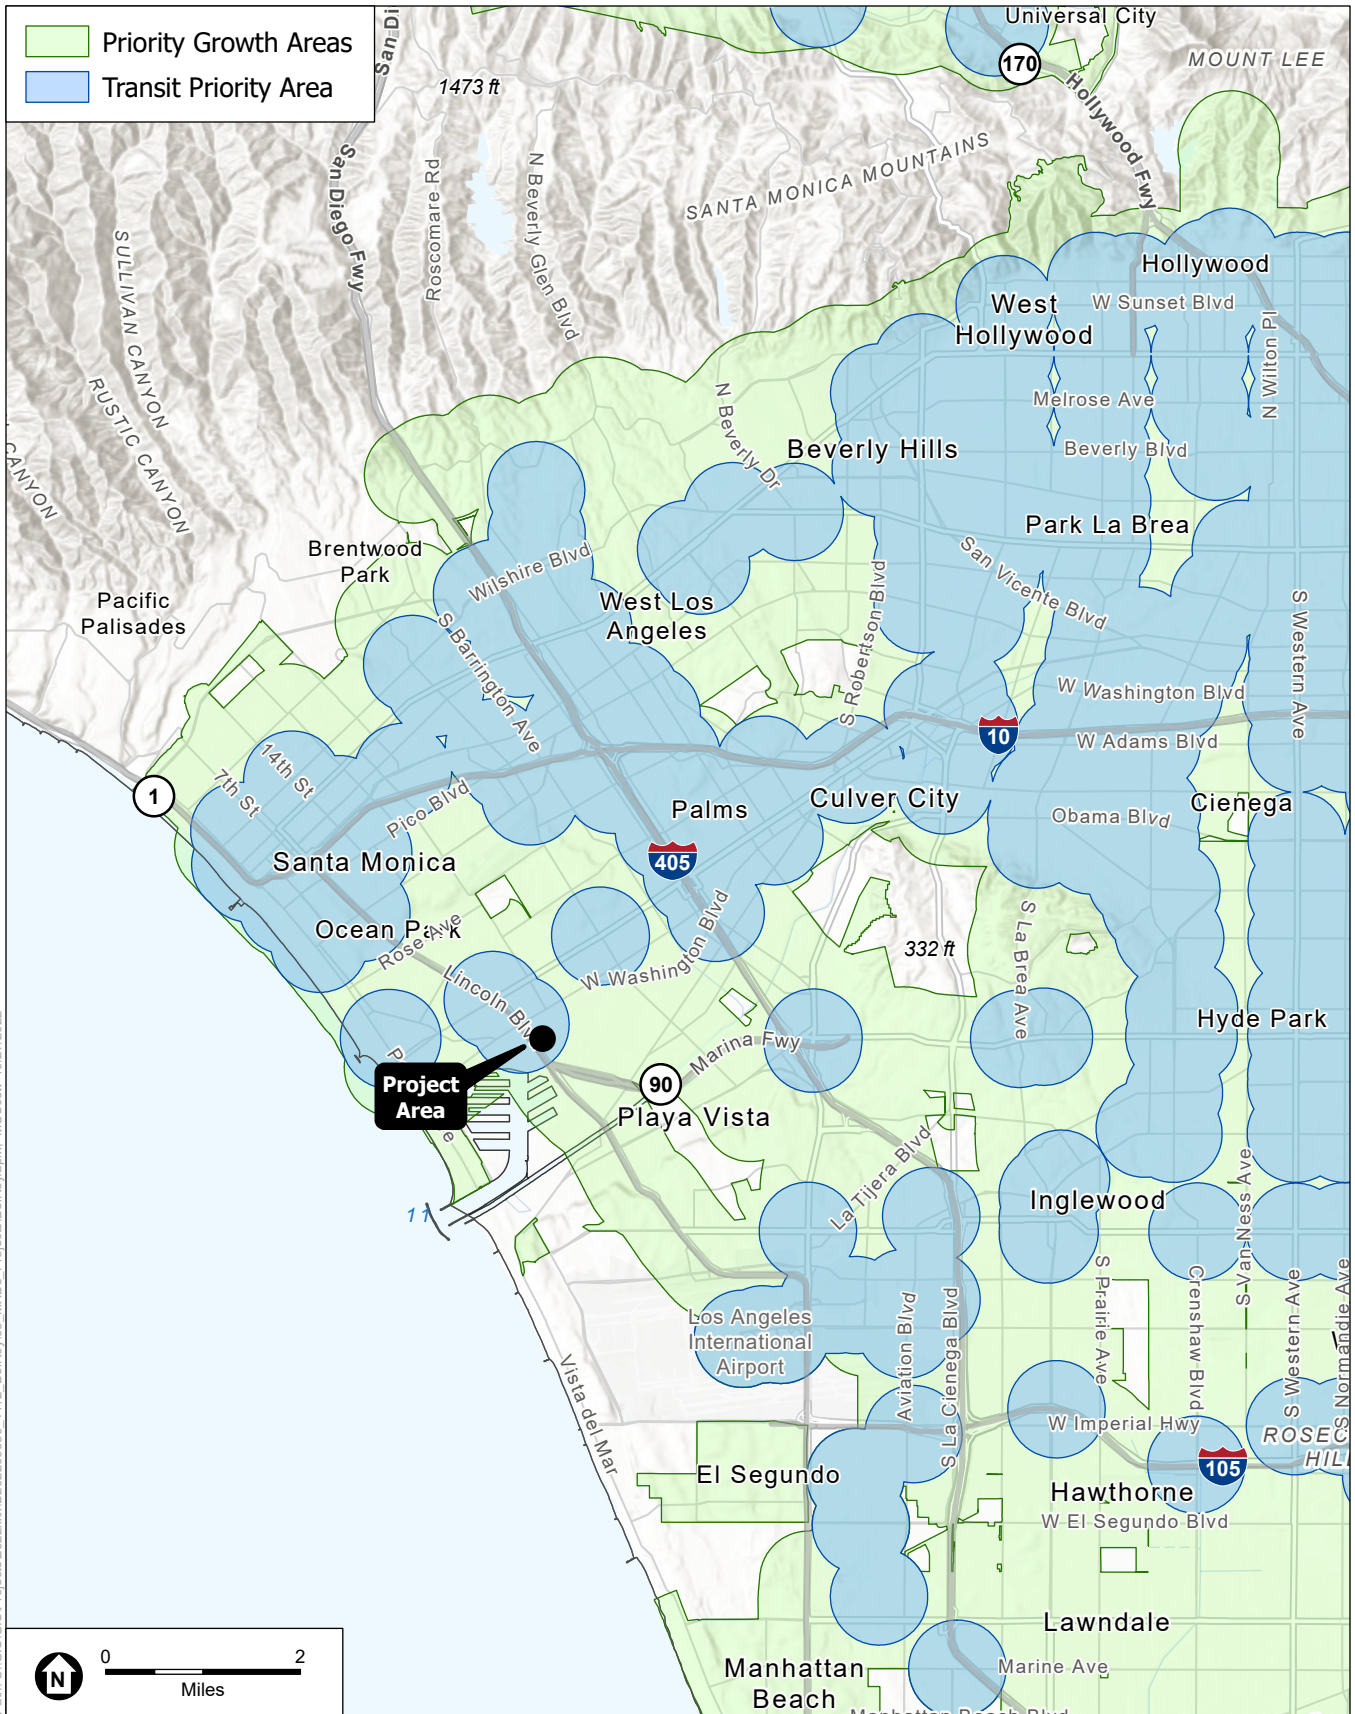 Priority Growth Areas
Transit Priority Area
Universal City
170
MOUNT LEE
Hollywood Fwy
1473 ft
San Di
San Diego Fwy
Roscomare Rd
N Beverly Glen Blvd
SANTA MONICA MOUNTAINS
SULLIVAN CANYON
RUSTIC CANYON
CANYON
Hollywood
West
Hollywood
W Sunset Blvd
N Wilton Pl
Melrose Ave
Beverly Blvd
N Beverly Dr
Beverly Hills
Park La Brea
Brentwood
Park
Wilshire Blvd
San Vicente Blvd
Pacific
Palisades
West Los
Angeles
S Barrington Ave
S Robertson Blvd
S Western Ave
W Washington Blvd
10
W Adams Blvd
14th St
7th St
1
Pico Blvd
Palms
Culver City
Cienega
Obama Blvd
Santa Monica
405
Ocean Park
Rose Ave
W Washington Blvd
332 ft
S La Brea Ave
Lincoln Blv
Hyde Park
Marina Fwy
Project
Area
90
Playa Vista
La Tijera Blvd
Inglewood
S Van Ness Ave
11
Los Angeles
International
Airport
Aviation Blvd
S La Cienega Blvd
S Prairie Ave
Crenshaw Blvd
S Western Ave
S Normandie Ave
Vista del Mar
W Imperial Hwy
ROSEC
HILL
105
El Segundo
Hawthorne
W El Segundo Blvd
Lawndale
Manhattan
Beach
Marine Ave
Manhattan Beach Blvd
N
0
2
Miles